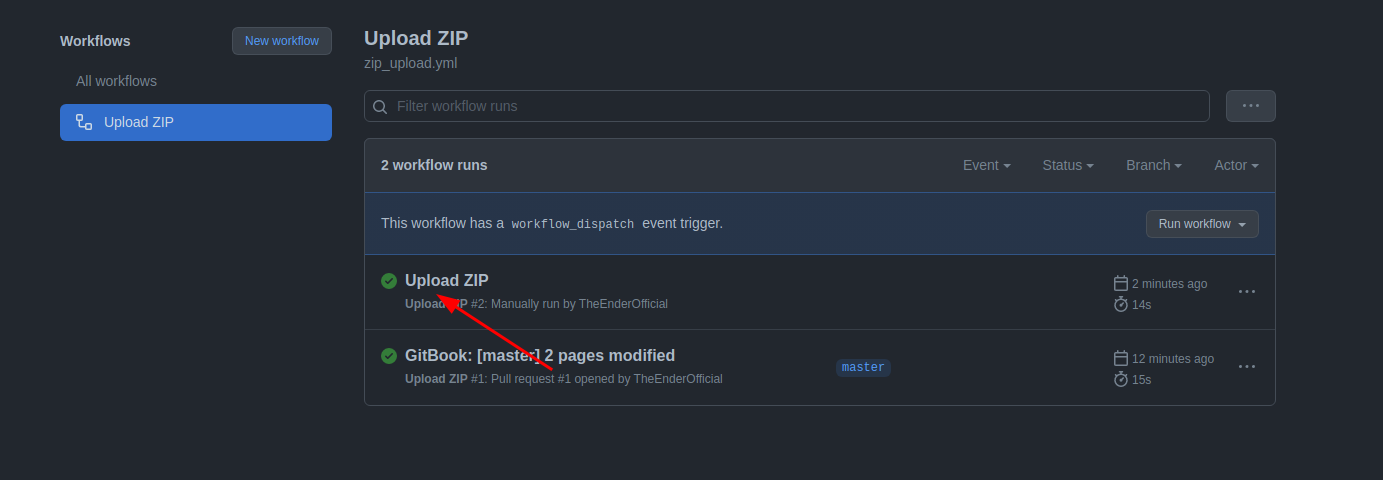 Workflows
New workflow
All workflows
Upload ZIP
Upload ZIP
zip_upload.yml
Filter workflow runs
2 workflow runs
Event
Status
Branch
Actor
This workflow has a workflow_dispatch event trigger.
Run workflow
Upload ZIP
Upload ZIP #2: Manually run by TheEnderOfficial
2 minutes ago
14s
GitBook: [master] 2 pages modified
Upload ZIP #1: Pull request #1 opened by TheEnderOfficial
master
12 minutes ago
15s